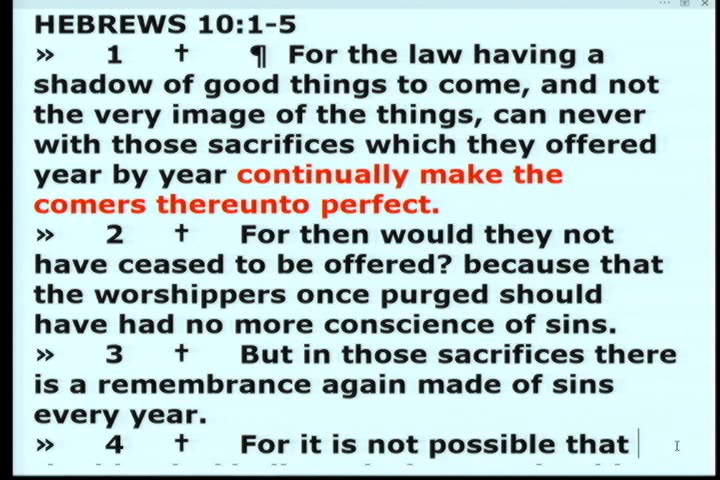 HEBREWS 10:1-5
» 1 ✝ ¶ For the law having a
shadow of good things to come, and not
the very image of the things, can never
with those sacrifices which they offered
year by year continually make the
comers thereunto perfect.
» 2 ✝ For then would they not
have ceased to be offered? because that
the worshippers once purged should
have had no more conscience of sins.
» 3 ✝ But in those sacrifices there
is a remembrance again made of sins
every year.
» 4 ✝ For it is not possible that